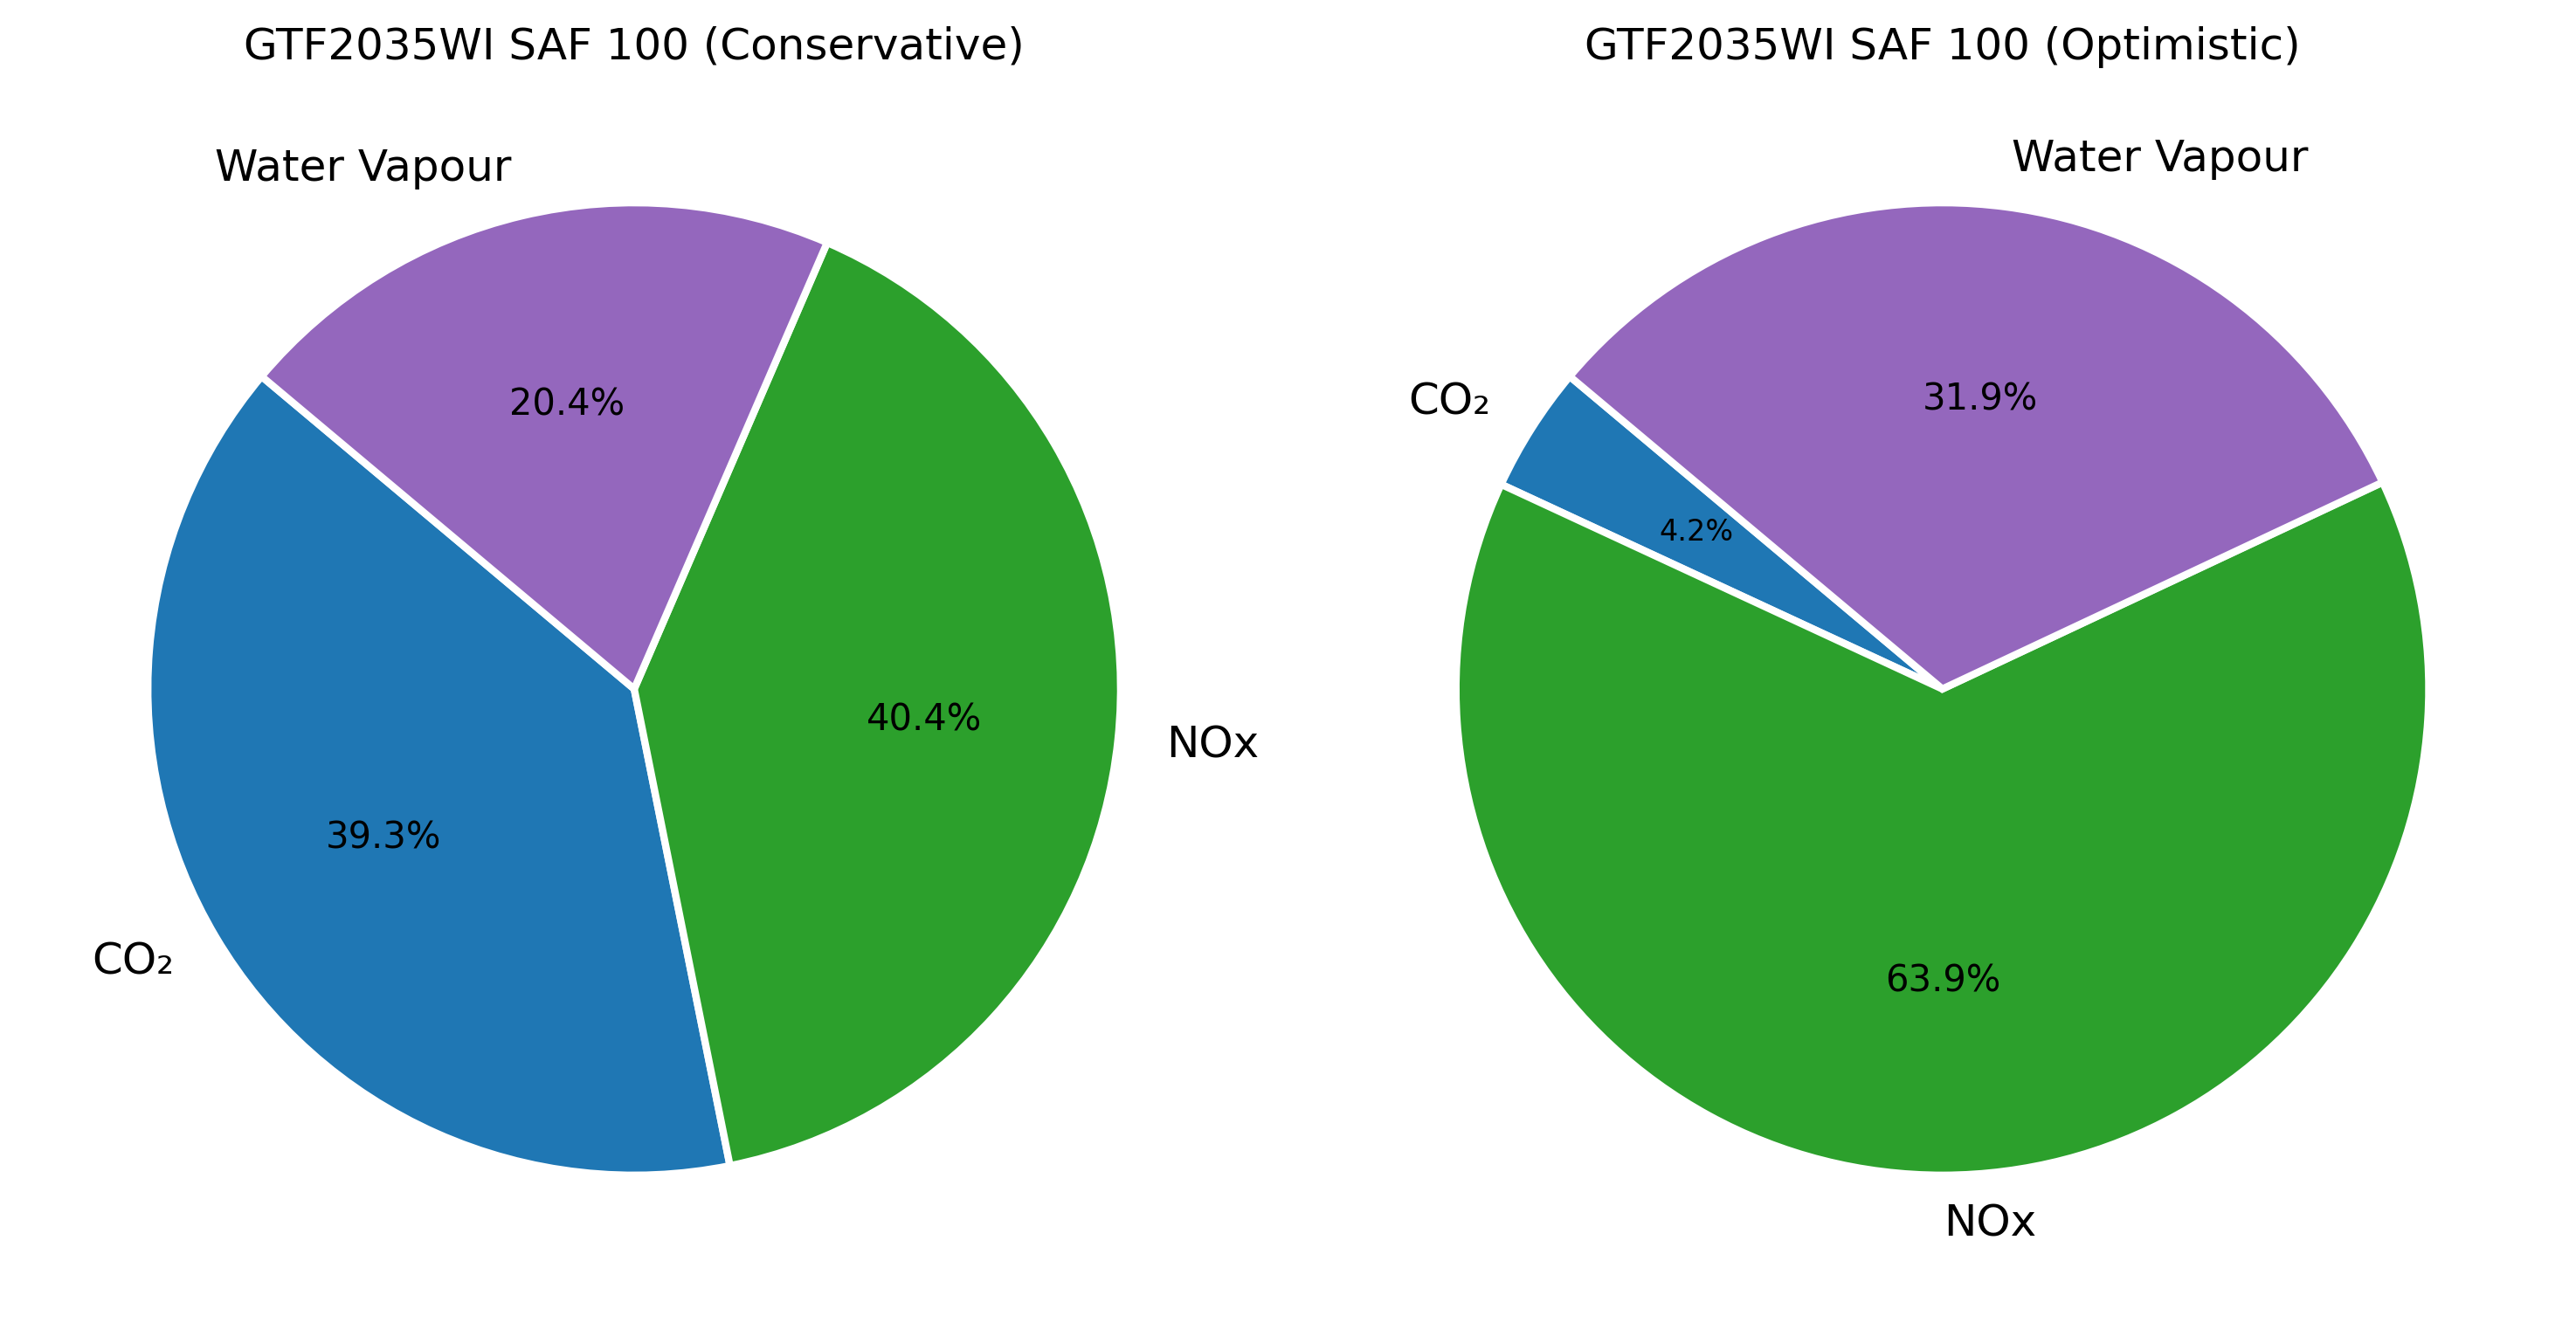 GTF2035WI SAF 100 (Conservative)
Water Vapour
20.4%
40.4%
NOx
39.3%
CO₂
GTF2035WI SAF 100 (Optimistic)
Water Vapour
31.9%
CO₂
4.2%
63.9%
NOx